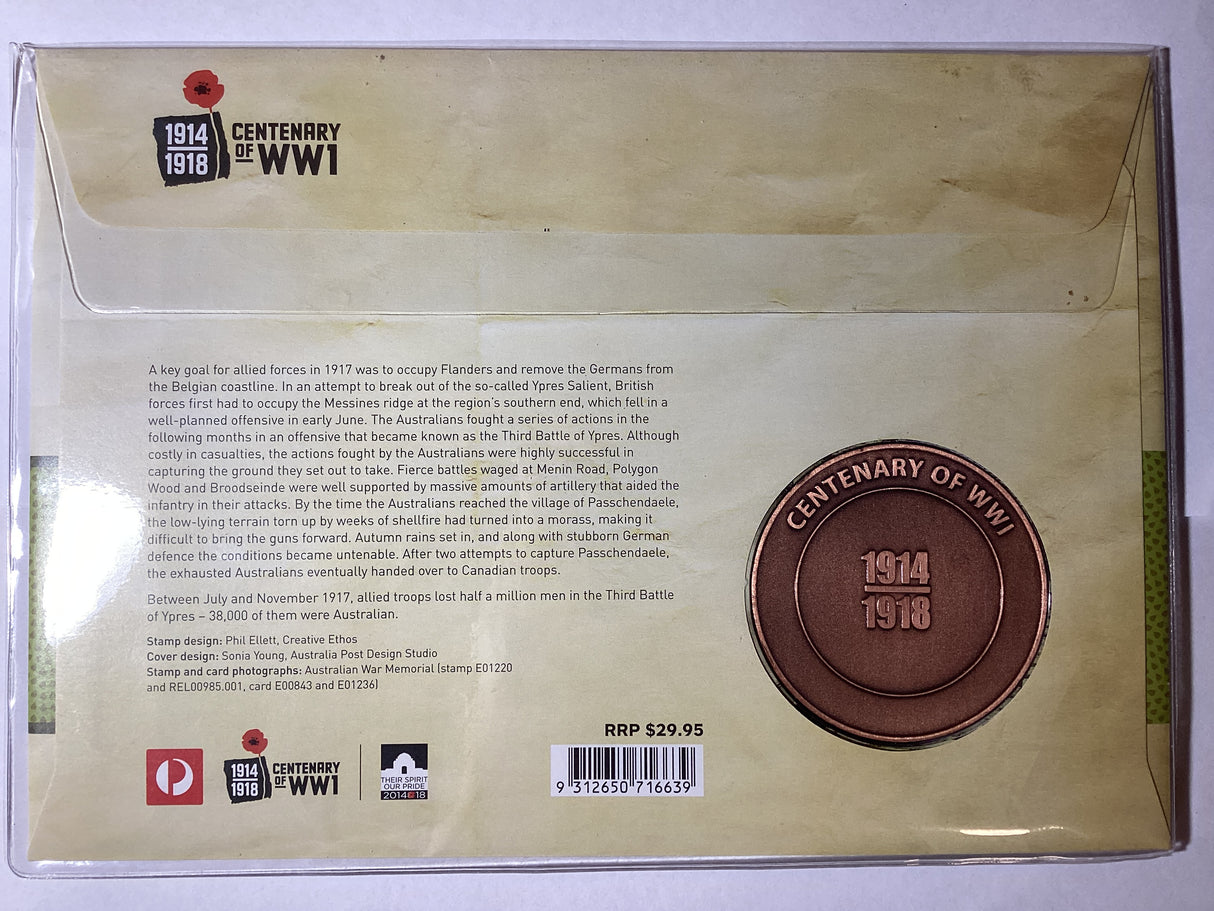 1914
1918
CENTENARY
OF WW1
A key goal for allied forces in 1917 was to occupy Flanders and remove the Germans from
the Belgian coastline. In an attempt to break out of the so-called Ypres Salient, British
forces first had to occupy the Messines ridge at the region's southern end, which fell in a
well-planned offensive in early June. The Australians fought a series of actions in the
following months in an offensive that became known as the Third Battle of Ypres. Although
costly in casualties, the actions fought by the Australians were highly successful in
capturing the ground they set out to take. Fierce battles waged at Menin Road, Polygon
Wood and Broodseinde were well supported by massive amounts of artillery that aided the
infantry in their attacks. By the time the Australians reached the village of Passchendaele,
the low-lying terrain torn up by weeks of shellfire had turned into a morass, making it
difficult to bring the guns forward. Autumn rains set in, and along with stubborn German
defence the conditions became untenable. After two attempts to capture Passchendaele,
the exhausted Australians eventually handed over to Canadian troops.
Between July and November 1917, allied troops lost half a million men in the Third Battle
of Ypres – 38,000 of them were Australian.
Stamp design: Phil Ellett, Creative Ethos
Cover design: Sonia Young, Australia Post Design Studio
Stamp and card photographs: Australian War Memorial (stamp E01220
and REL00985.001, card E00843 and E01236)
CENTENARY OF WWI
1914
1918
1914
1918
CENTENARY
OF WW1
THEIR SPIRIT
OUR PRIDE
2014 18
RRP $29.95
9 312650 716639